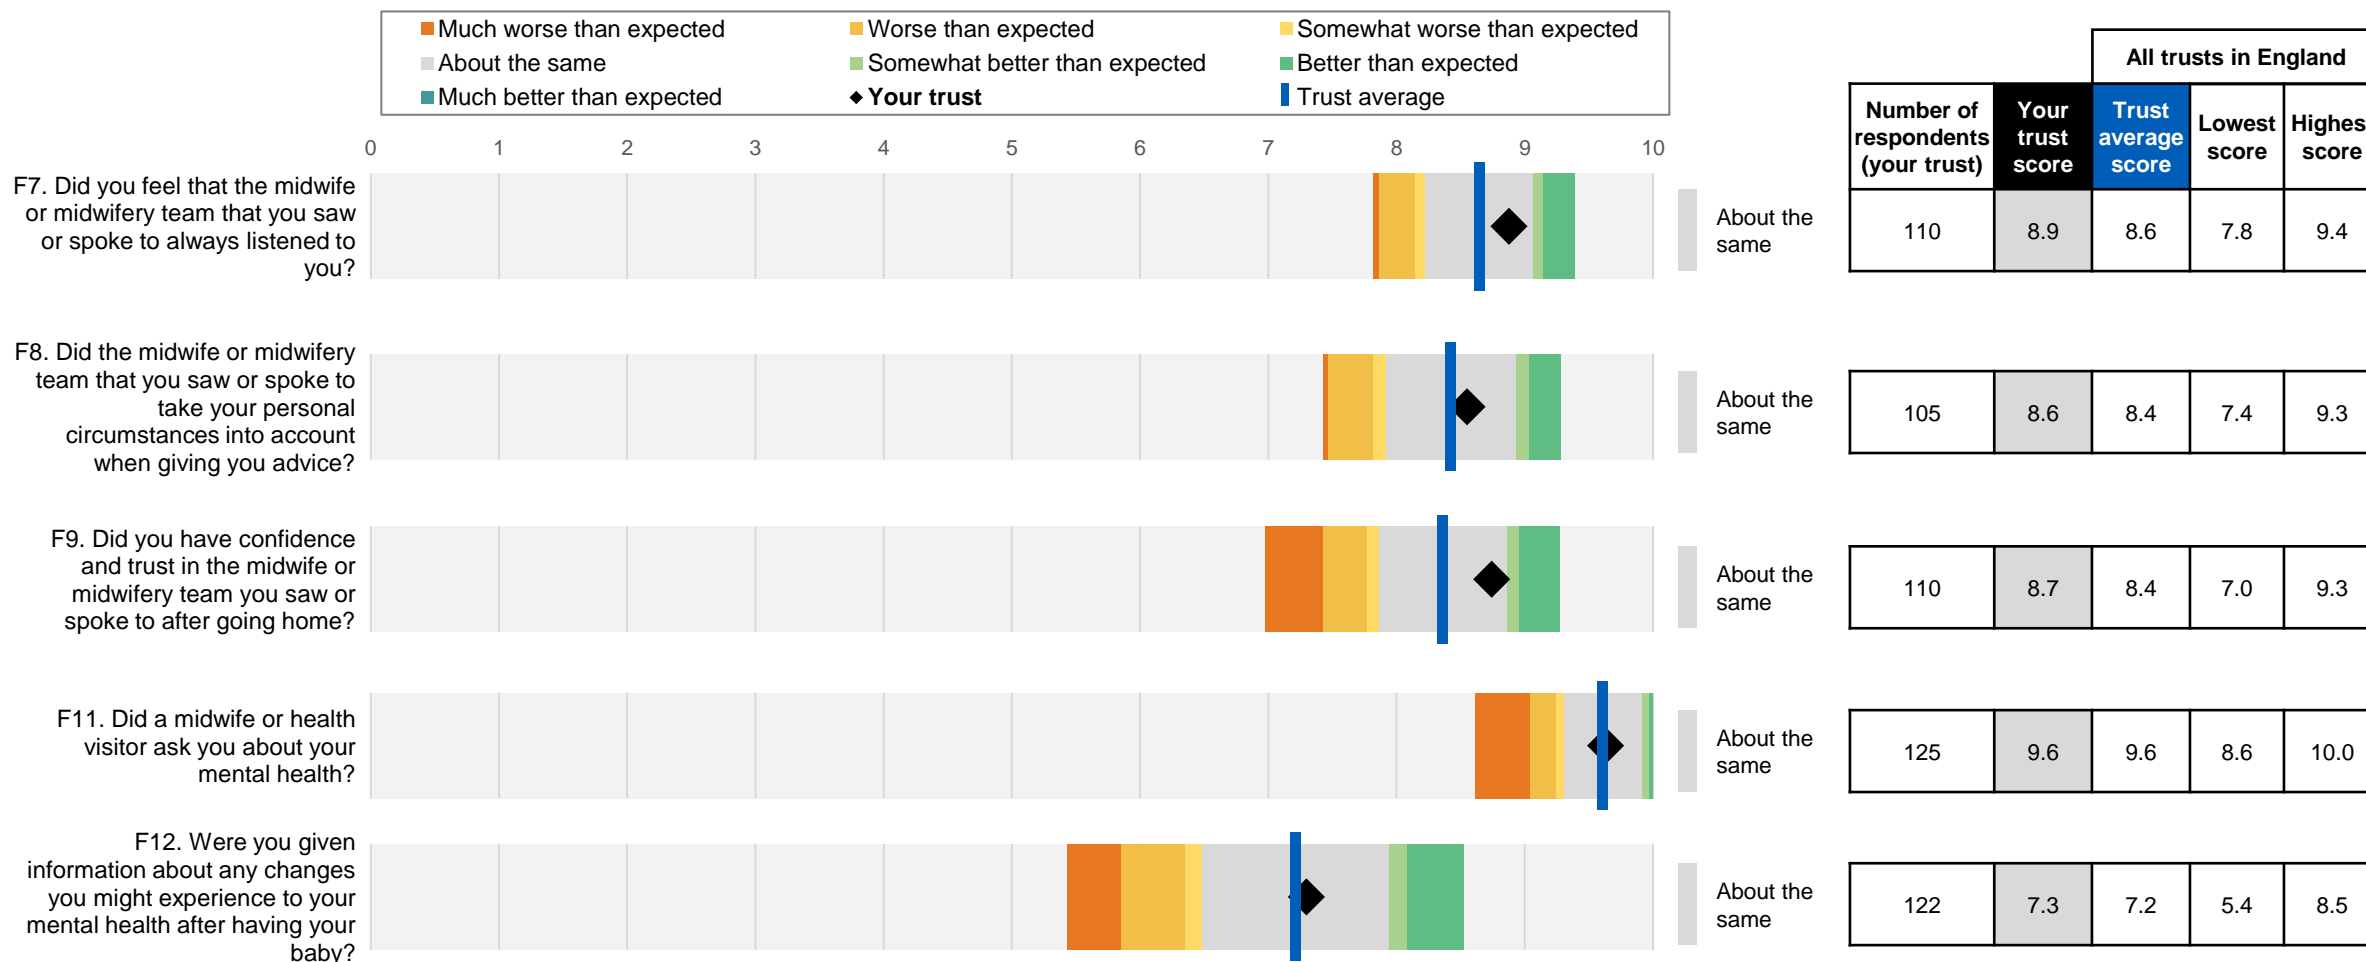 Much worse than expected
Worse than expected
Somewhat worse than expected
About the same
Somewhat better than expected
Better than expected
Much better than expected
Your trust
Trust average
All trusts in England
Number of respondents (your trust)
Your trust score
Trust average score
Lowest score
Highes score
0 1 2 3 4 5 6 7 8 9 10
F7. Did you feel that the midwife
or midwifery team that you saw
or spoke to always listened to
you?
About the
same
110 8.9 8.6 7.8 9.4
F8. Did the midwife or midwifery
team that you saw or spoke to
take your personal
circumstances into account
when giving you advice?
About the
same
105 8.6 8.4 7.4 9.3
F9. Did you have confidence
and trust in the midwife or
midwifery team you saw or
spoke to after going home?
About the
same
110 8.7 8.4 7.0 9.3
F11. Did a midwife or health
visitor ask you about your
mental health?
About the
same
125 9.6 9.6 8.6 10.0
F12. Were you given
information about any changes
you might experience to your
mental health after having your
baby?
About the
same
122 7.3 7.2 5.4 8.5